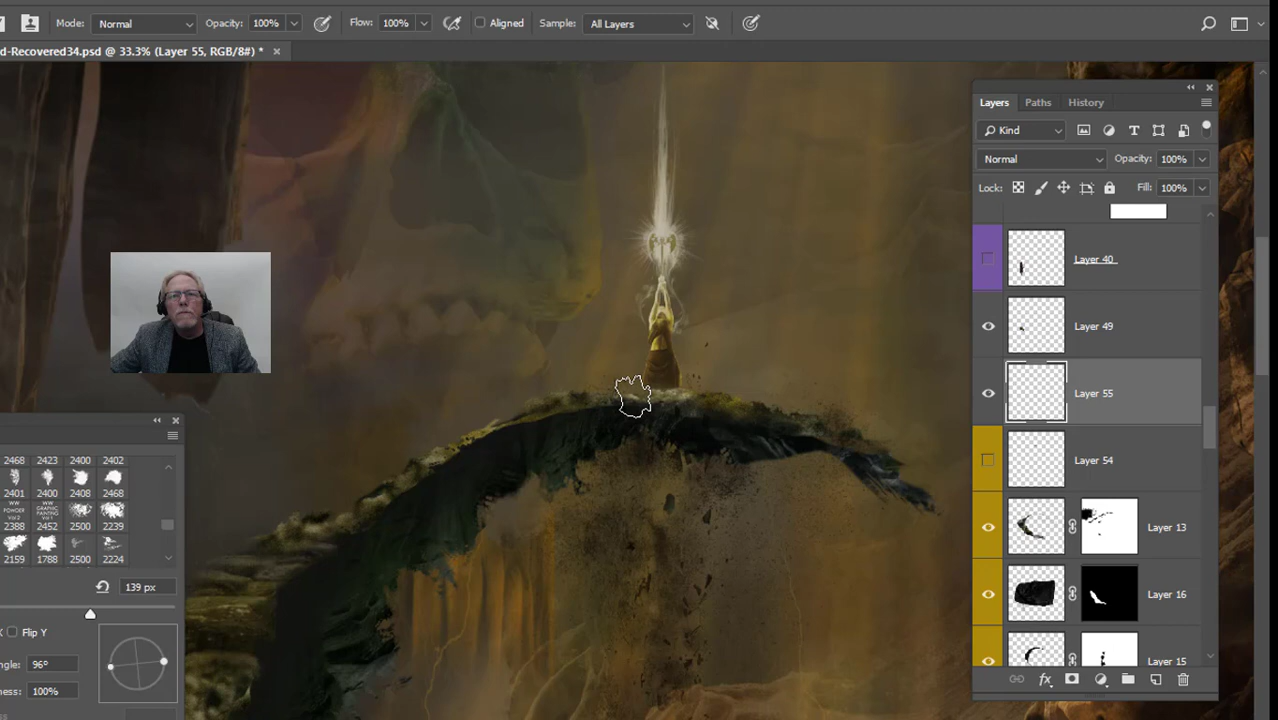 Mode: Normal Opacity: 100% Flow: 100% Aligned Sample: All Layers
d-Recovered34.psd @ 33.3% (Layer 55, RGB/8#) * ×
Layers Paths History
Kind
Normal Opacity: 100%
Lock: Fill: 100%
Layer 40
Layer 49
Layer 55
Layer 54
Layer 13
Layer 16
Layer 15
2468 2423 2400 2402
2401 2400 2408 2468
2388 2452 2500 2239
2159 1788 2500 2224
139 px
X Flip Y
ngle: 96°
ness: 100%